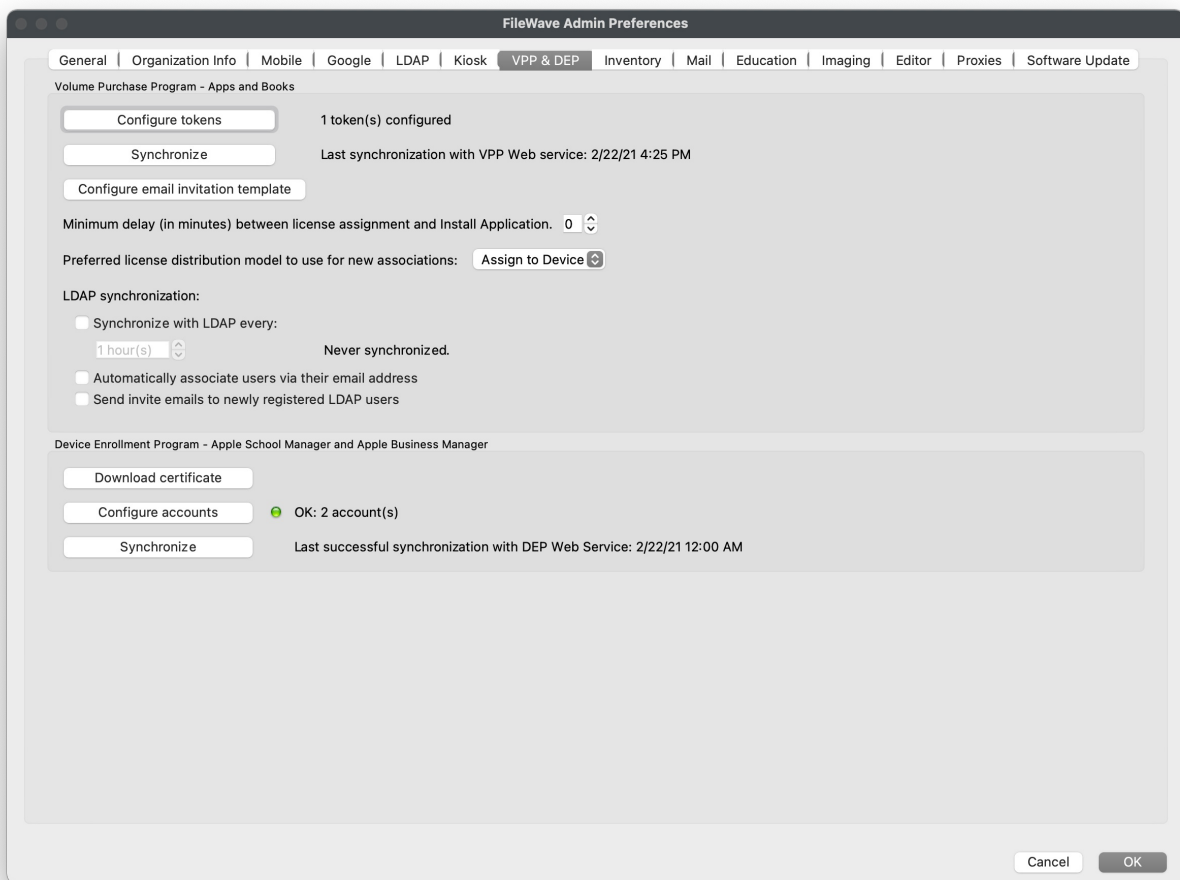 FileWave Admin Preferences
General Organization Info Mobile Google LDAP Kiosk VPP & DEP Inventory Mail Education Imaging Editor Proxies Software Update
Volume Purchase Program - Apps and Books
Configure tokens 1 token(s) configured
Synchronize Last synchronization with VPP Web service: 2/22/21 4:25 PM
Configure email invitation template
Minimum delay (in minutes) between license assignment and Install Application. 0
Preferred license distribution model to use for new associations: Assign to Device
LDAP synchronization:
Synchronize with LDAP every:
1 hour(s) Never synchronized.
Automatically associate users via their email address
Send invite emails to newly registered LDAP users
Device Enrollment Program - Apple School Manager and Apple Business Manager
Download certificate
Configure accounts OK: 2 account(s)
Synchronize Last successful synchronization with DEP Web Service: 2/22/21 12:00 AM
Cancel OK